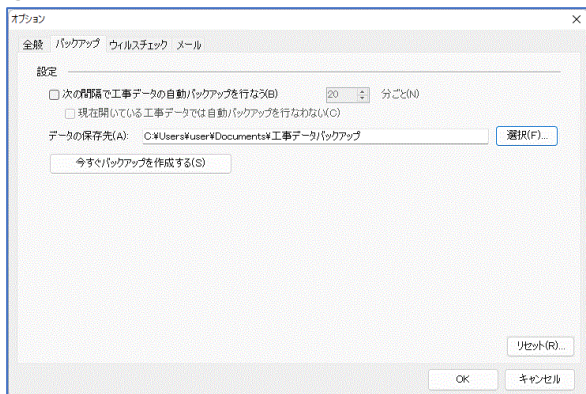 オプション
全般 バックアップ ウィルスチェック メール
設定
次の間隔で工事データの自動バックアップを行なう(B) 20 分ごと(N)
現在開いている工事データでは自動バックアップを行なわない(C)
データの保存先(A): C:¥Users¥user¥Documents¥工事データバックアップ 選択(F)...
今すぐバックアップを作成する(S)
リセット(R)...
OK キャンセル